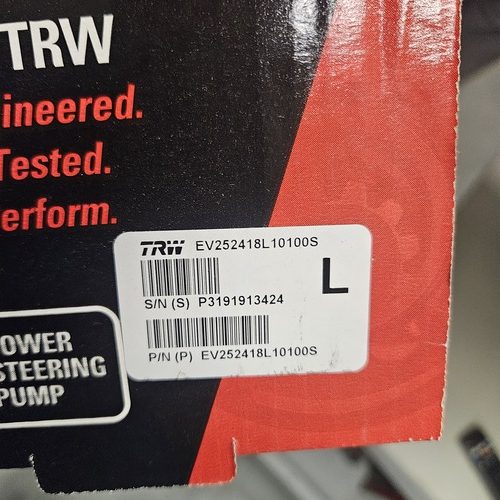 TRW
ineered.
Tested.
erform.
TRW EV252418L10100S
L
S/N (S) P3191913424
P/N (P) EV252418L10100S
OWER
STEERING
PUMP